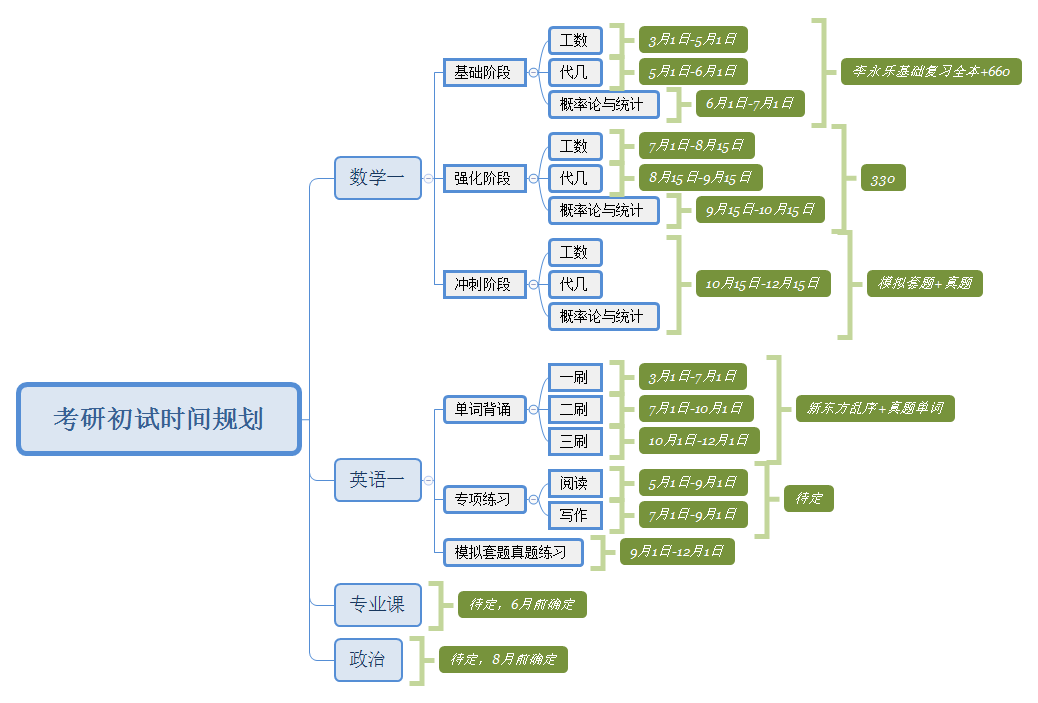 考研初试时间规划
数学一
基础阶段
工数
3月1日-5月1日
代几
5月1日-6月1日
概率论与统计
6月1日-7月1日
李永乐基础复习全本+660
强化阶段
工数
7月1日-8月15日
代几
8月15日-9月15日
概率论与统计
9月15日-10月15日
330
冲刺阶段
工数
代几
概率论与统计
10月15日-12月15日
模拟套题+真题
英语一
单词背诵
一刷
3月1日-7月1日
二刷
7月1日-10月1日
三刷
10月1日-12月1日
新东方乱序+真题单词
专项练习
阅读
5月1日-9月1日
写作
7月1日-9月1日
待定
模拟套题真题练习
9月1日-12月1日
专业课
待定，6月前确定
政治
待定，8月前确定